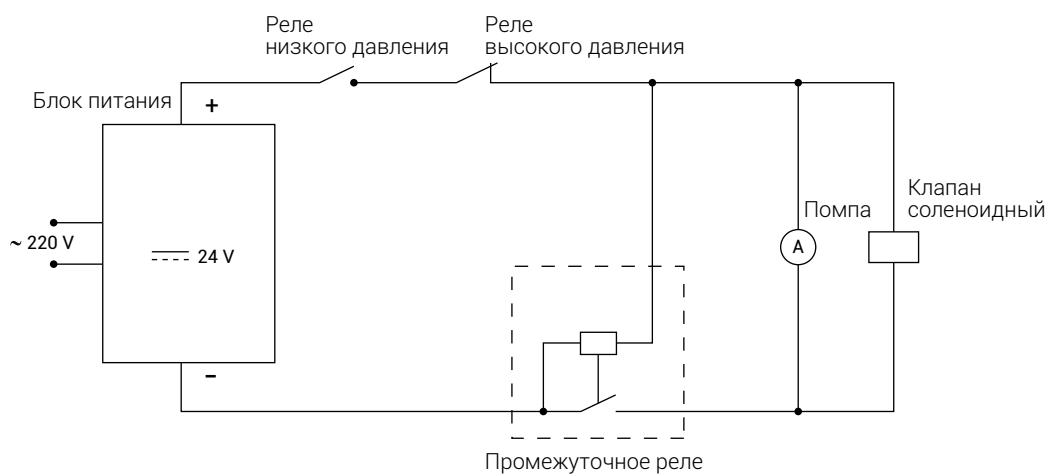 Реле
низкого давления
Реле
высокого давления
Блок питания
+
~ 220 V
24 V
–
Помпа
A
Клапан
соленоидный
Промежуточное реле